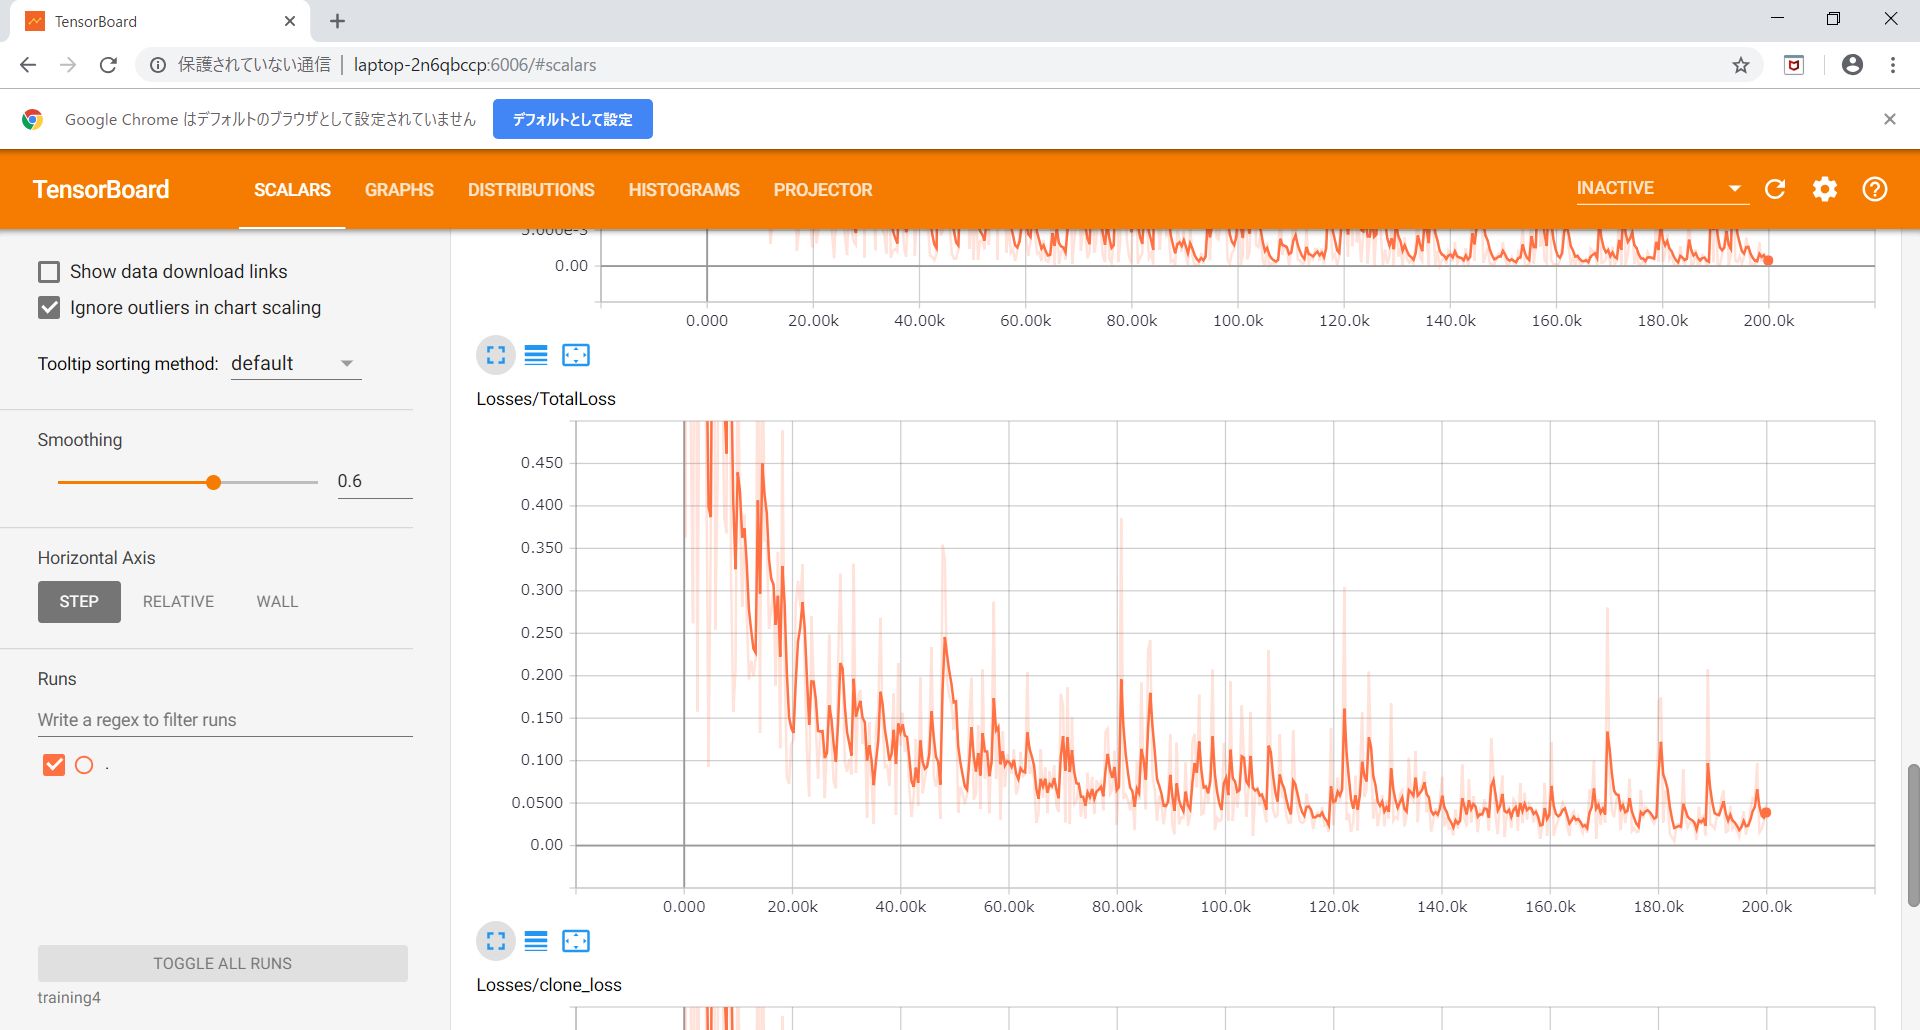 TensorBoard
保護されていない通信 | laptop-2n6qbccp:6006/#scalars
Google Chrome はデフォルトのブラウザとして設定されていません デフォルトとして設定
TensorBoard SCALARS GRAPHS DISTRIBUTIONS HISTOGRAMS PROJECTOR INACTIVE
Show data download links
Ignore outliers in chart scaling
Tooltip sorting method: default
Smoothing
0.6
Horizontal Axis
STEP RELATIVE WALL
Runs
Write a regex to filter runs
.
TOGGLE ALL RUNS
training4
5.000e-3
0.00
0.000 20.00k 40.00k 60.00k 80.00k 100.0k 120.0k 140.0k 160.0k 180.0k 200.0k
Losses/TotalLoss
0.450
0.400
0.350
0.300
0.250
0.200
0.150
0.100
0.0500
0.00
0.000 20.00k 40.00k 60.00k 80.00k 100.0k 120.0k 140.0k 160.0k 180.0k 200.0k
Losses/clone_loss